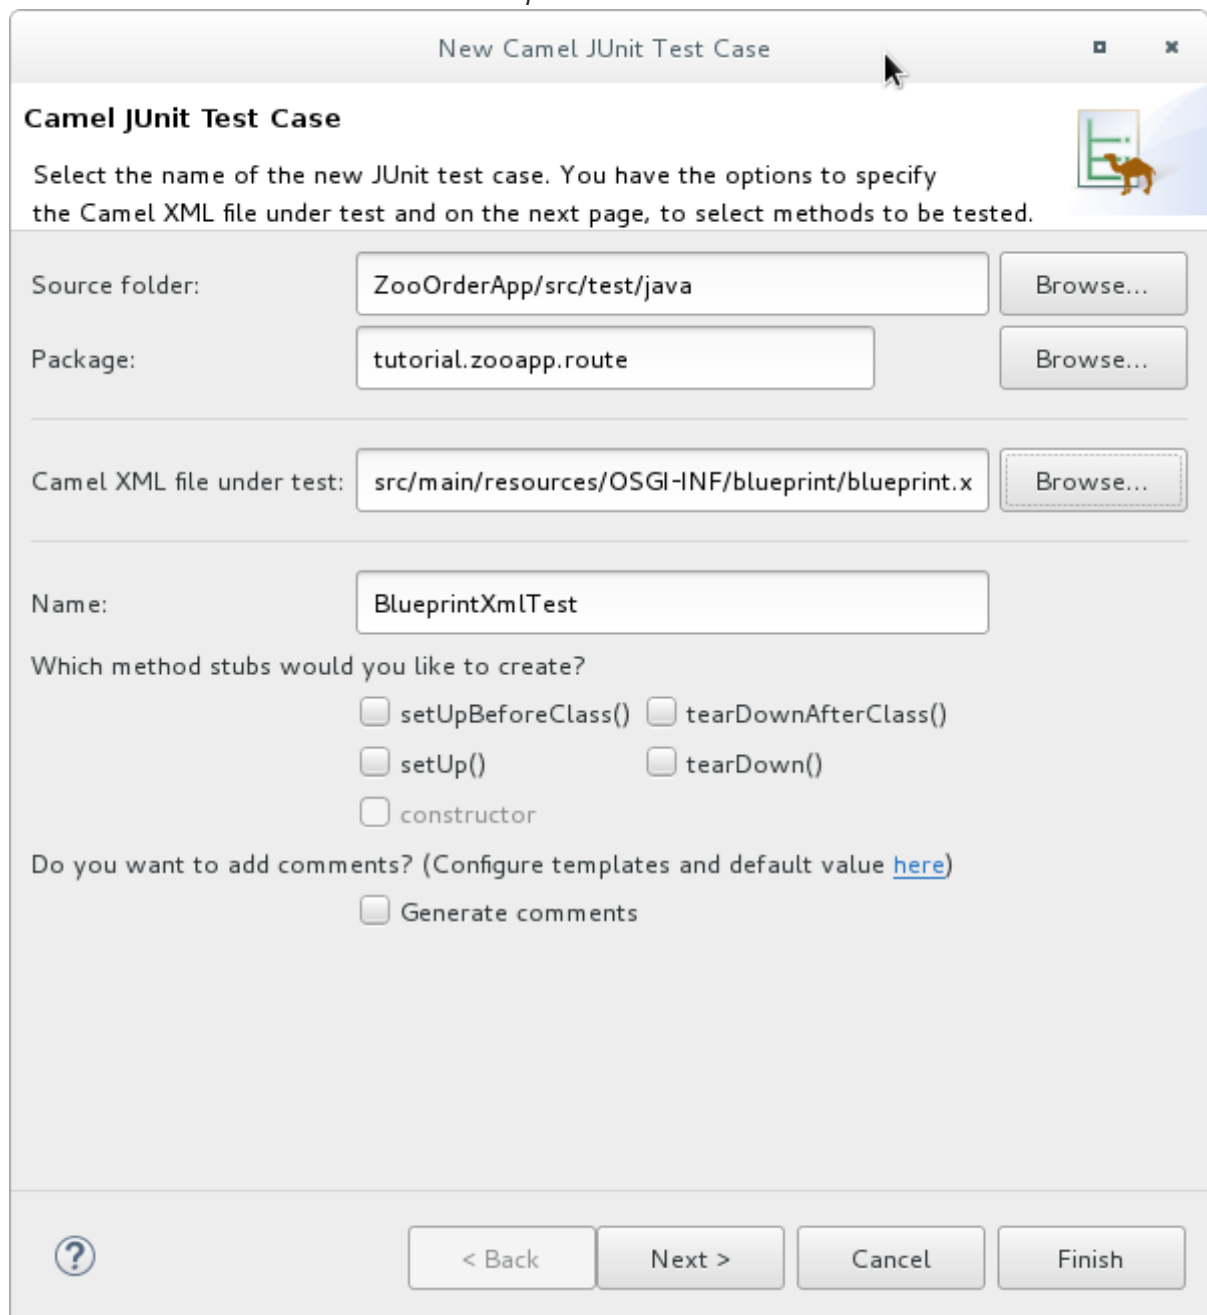 New Camel JUnit Test Case
Camel JUnit Test Case
Select the name of the new JUnit test case. You have the options to specify
the Camel XML file under test and on the next page, to select methods to be tested.
Source folder: ZooOrderApp/src/test/java Browse...
Package: tutorial.zooapp.route Browse...
Camel XML file under test: src/main/resources/OSGI-INF/blueprint/blueprint.x Browse...
Name: BlueprintXmlTest
Which method stubs would you like to create?
setUpBeforeClass() tearDownAfterClass()
setUp() tearDown()
constructor
Do you want to add comments? (Configure templates and default value here)
Generate comments
? < Back Next > Cancel Finish